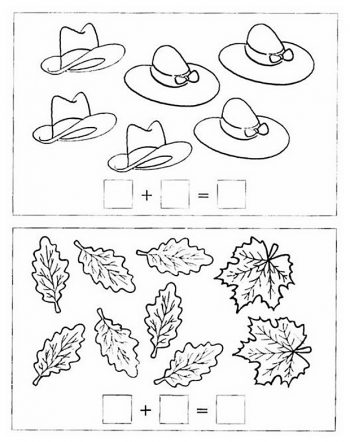 + =
+ =